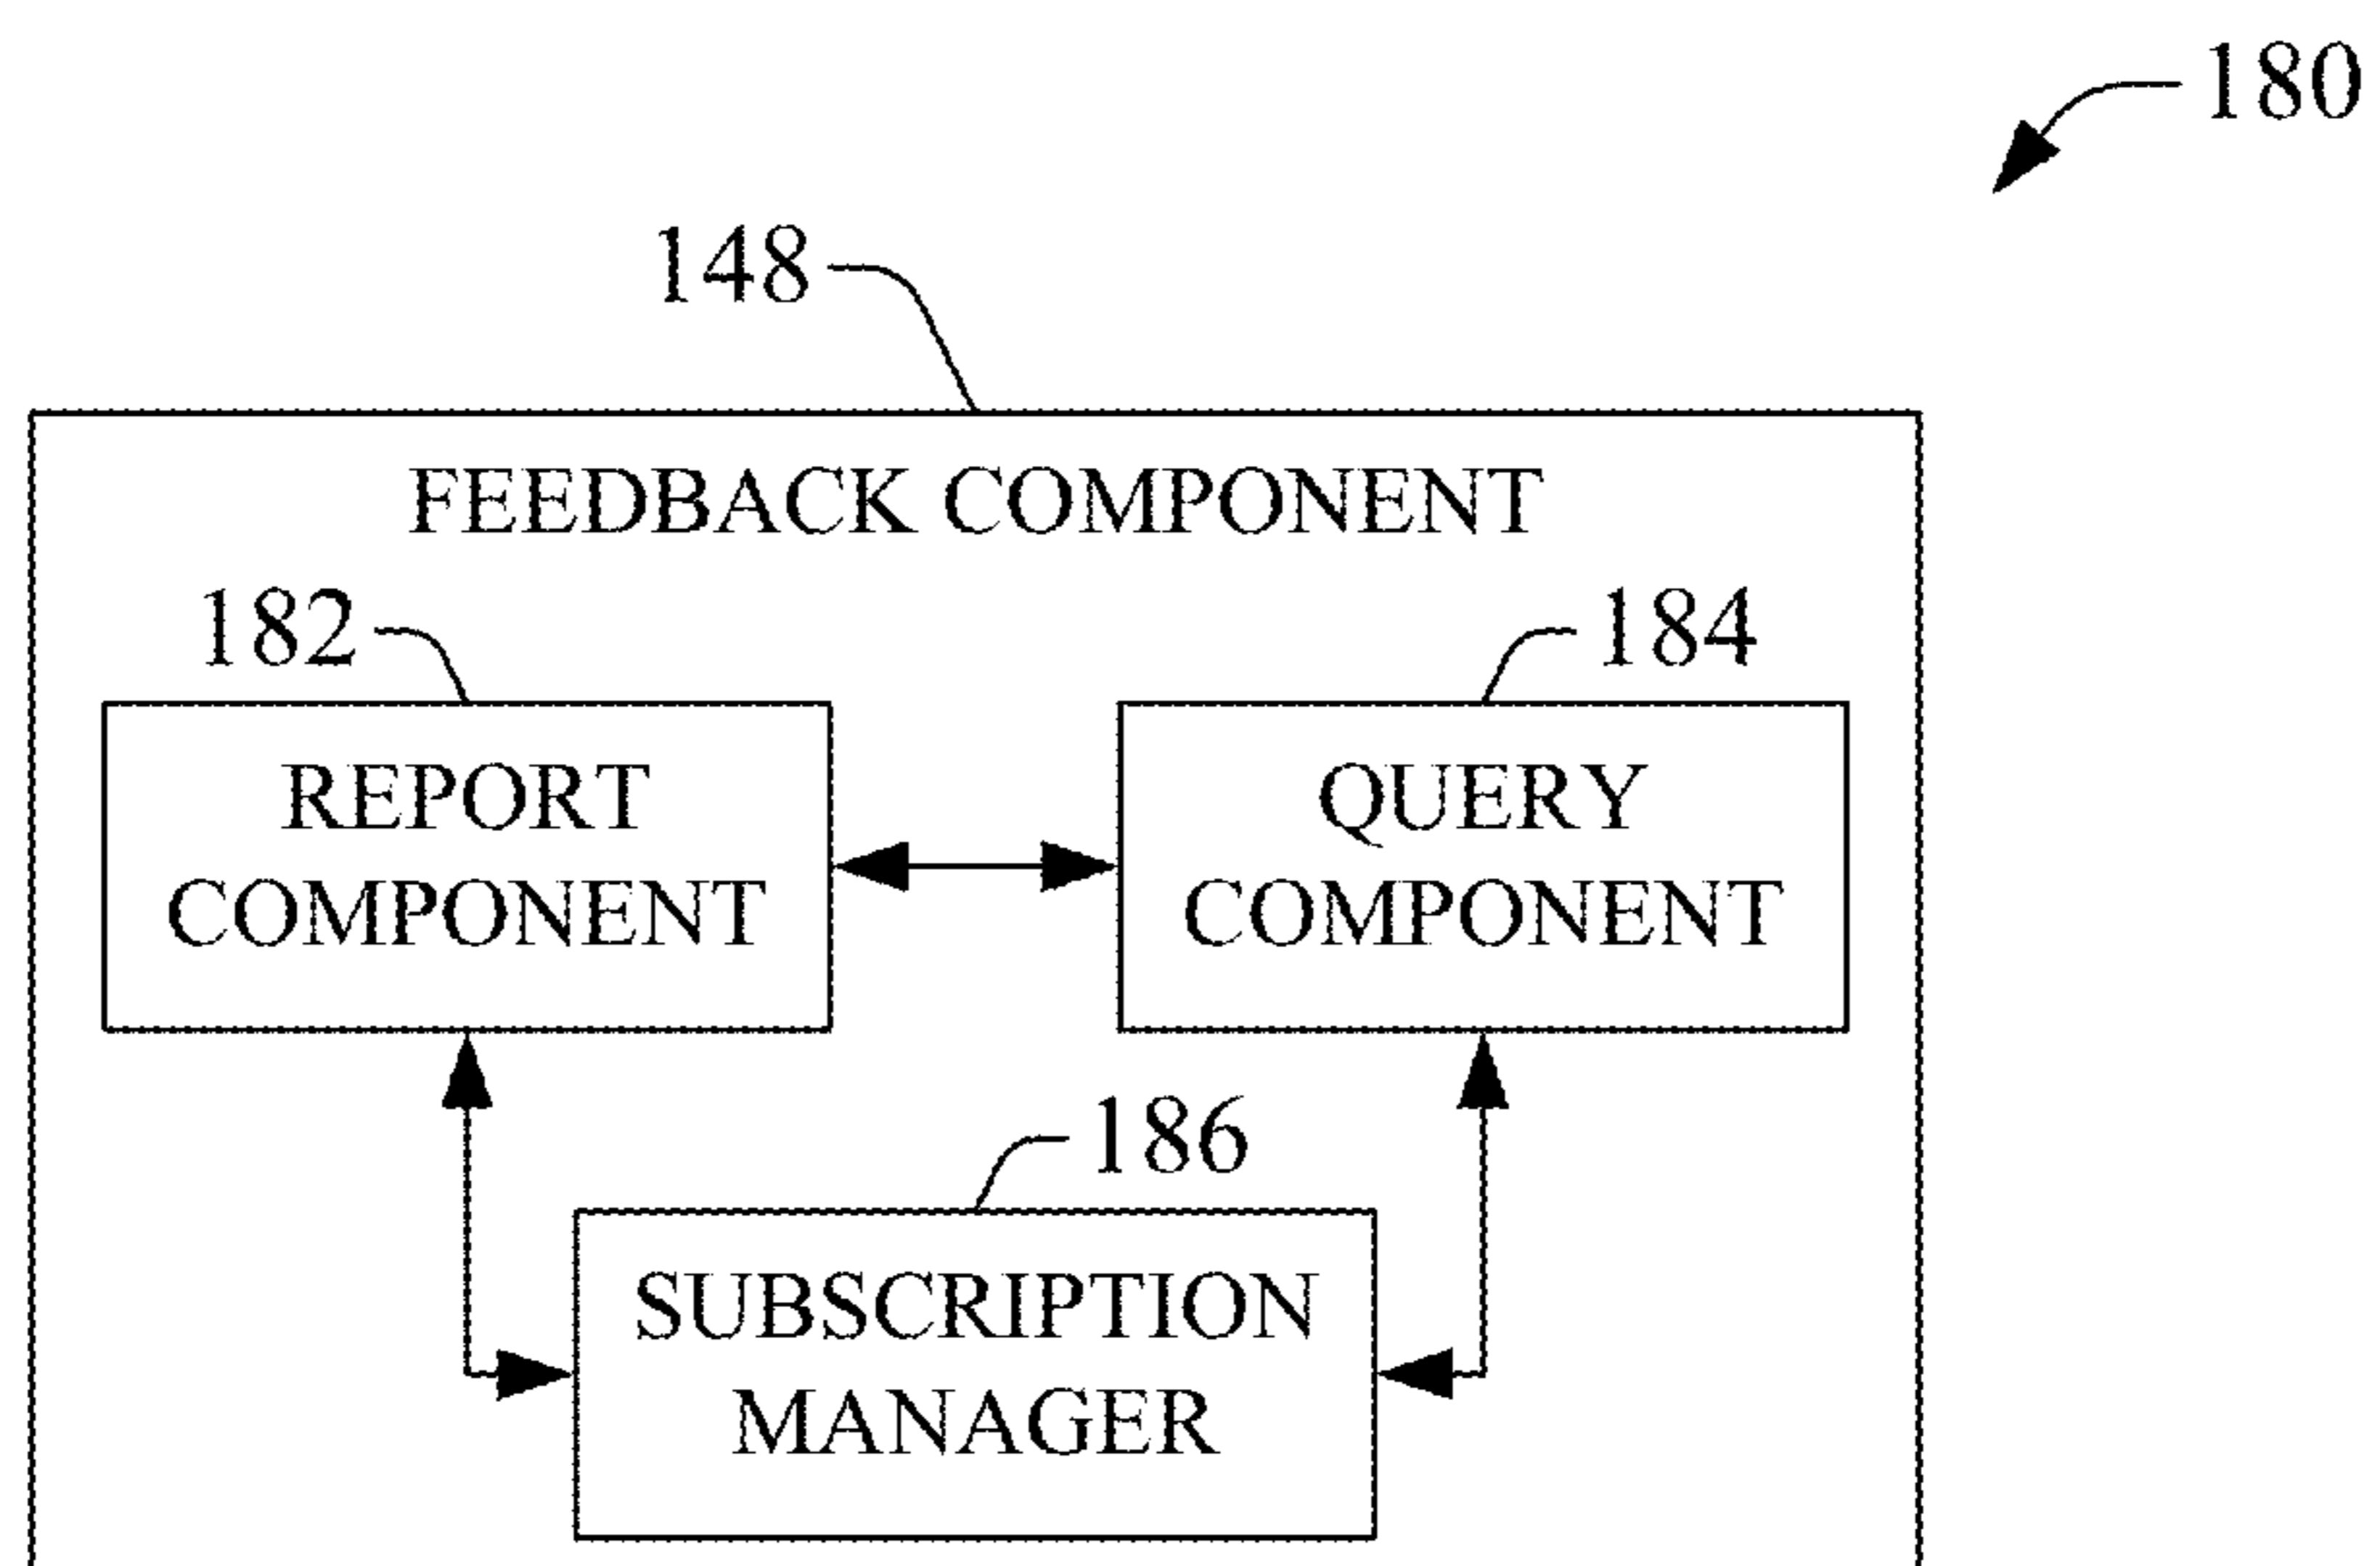 180
148
FEEDBACK COMPONENT
182
184
REPORT
COMPONENT
QUERY
COMPONENT
186
SUBSCRIPTION
MANAGER